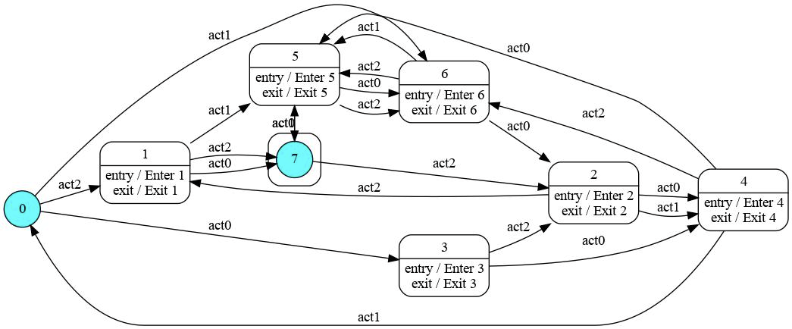 act1
act0
act1
5
entry / Enter 5
exit / Exit 5
act2
act0
act2
6
entry / Enter 6
exit / Exit 6
act2
act1
act0
7
act0
1
entry / Enter 1
exit / Exit 1
act2
act0
act2
2
entry / Enter 2
exit / Exit 2
act0
act1
4
entry / Enter 4
exit / Exit 4
act2
act2
0
act0
act2
act0
3
entry / Enter 3
exit / Exit 3
act1